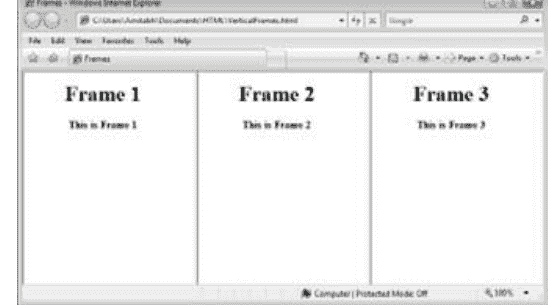 Frames - Windows Internet Explorer
C:\Users\Amitabh\Documents\HTML\VerticalFrames.html
File Edit View Favorites Tools Help
Frames Page Tools
Frame 1 Frame 2 Frame 3
This is Frame 1 This is Frame 2 This is Frame 3
Computer | Protected Mode: Off 100%